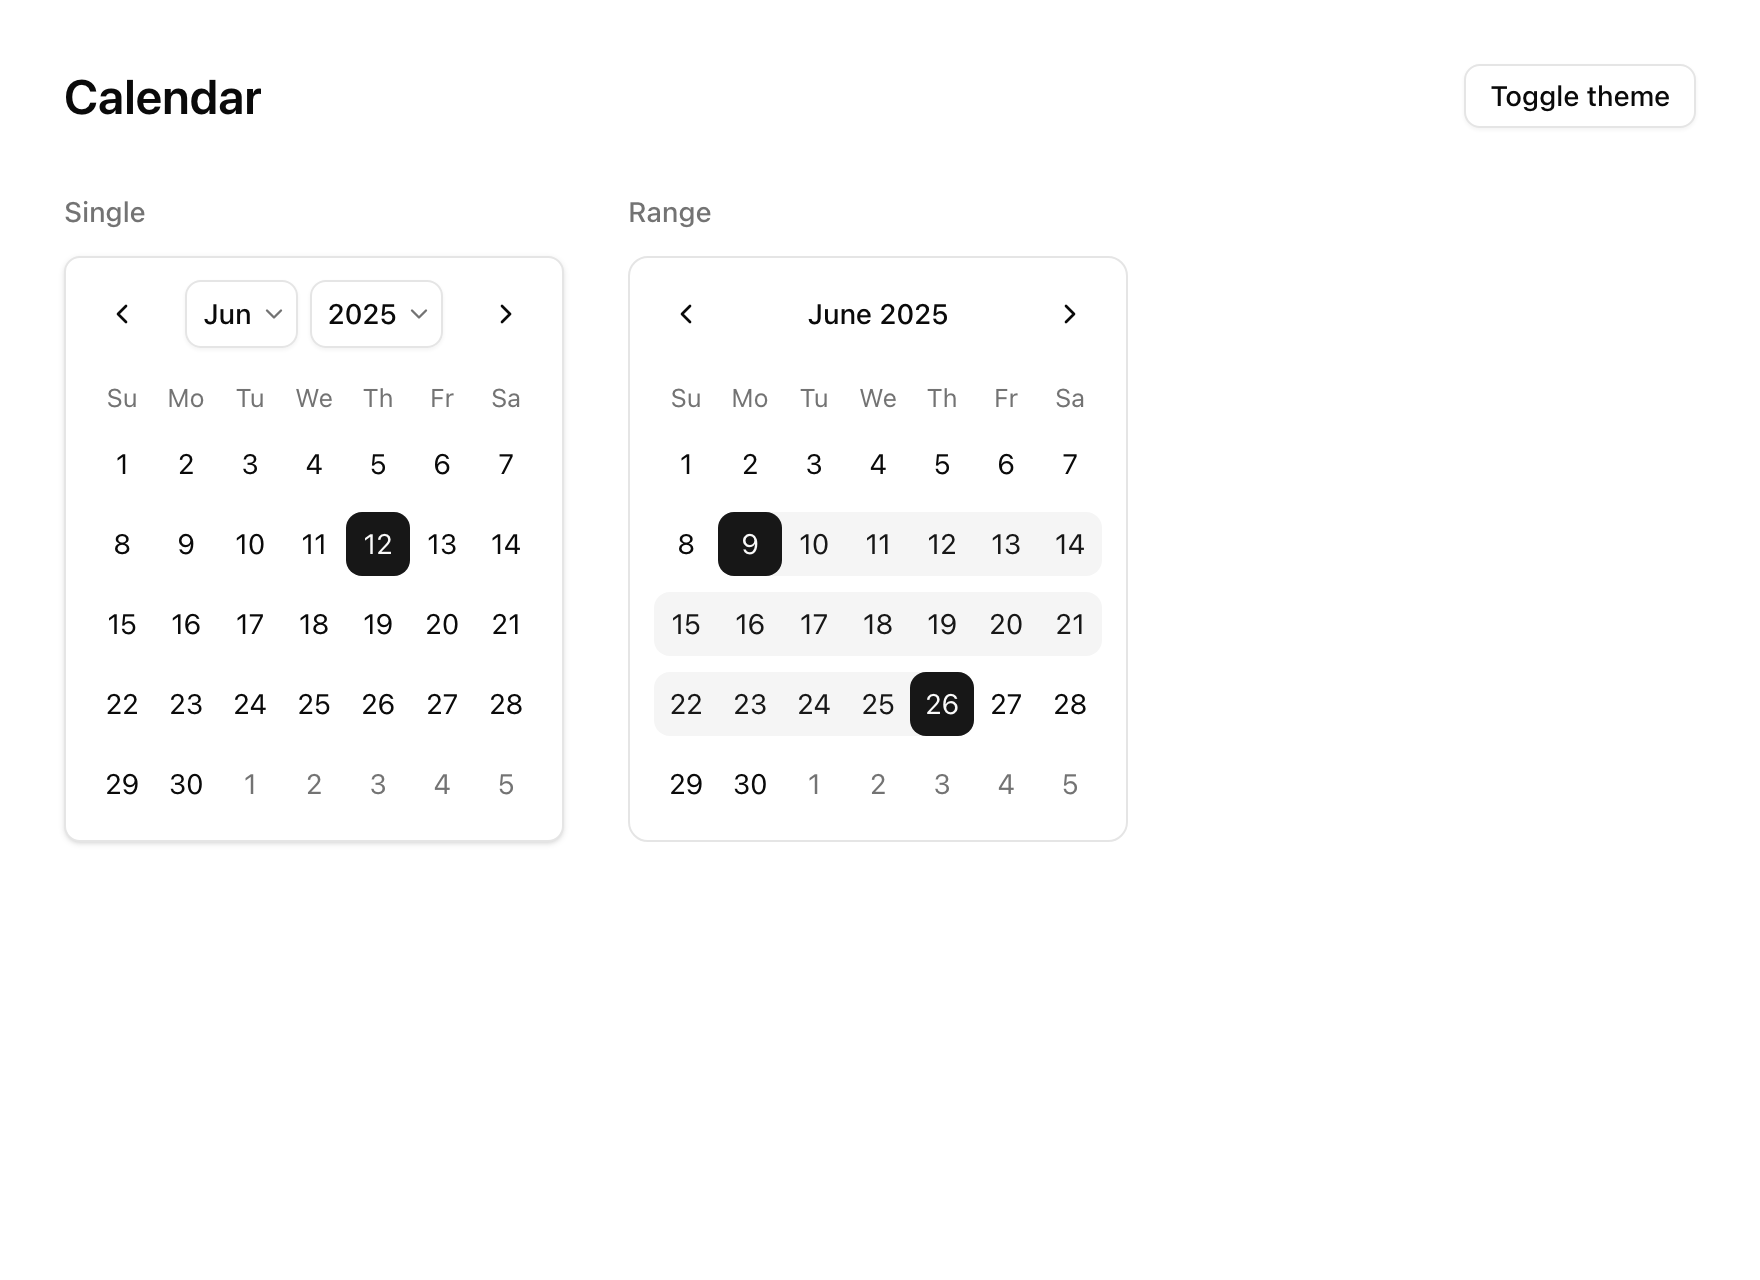 Calendar
Toggle theme
Single
Jun 2025
Su Mo Tu We Th Fr Sa
1 2 3 4 5 6 7
8 9 10 11 12 13 14
15 16 17 18 19 20 21
22 23 24 25 26 27 28
29 30 1 2 3 4 5
Range
June 2025
Su Mo Tu We Th Fr Sa
1 2 3 4 5 6 7
8 9 10 11 12 13 14
15 16 17 18 19 20 21
22 23 24 25 26 27 28
29 30 1 2 3 4 5